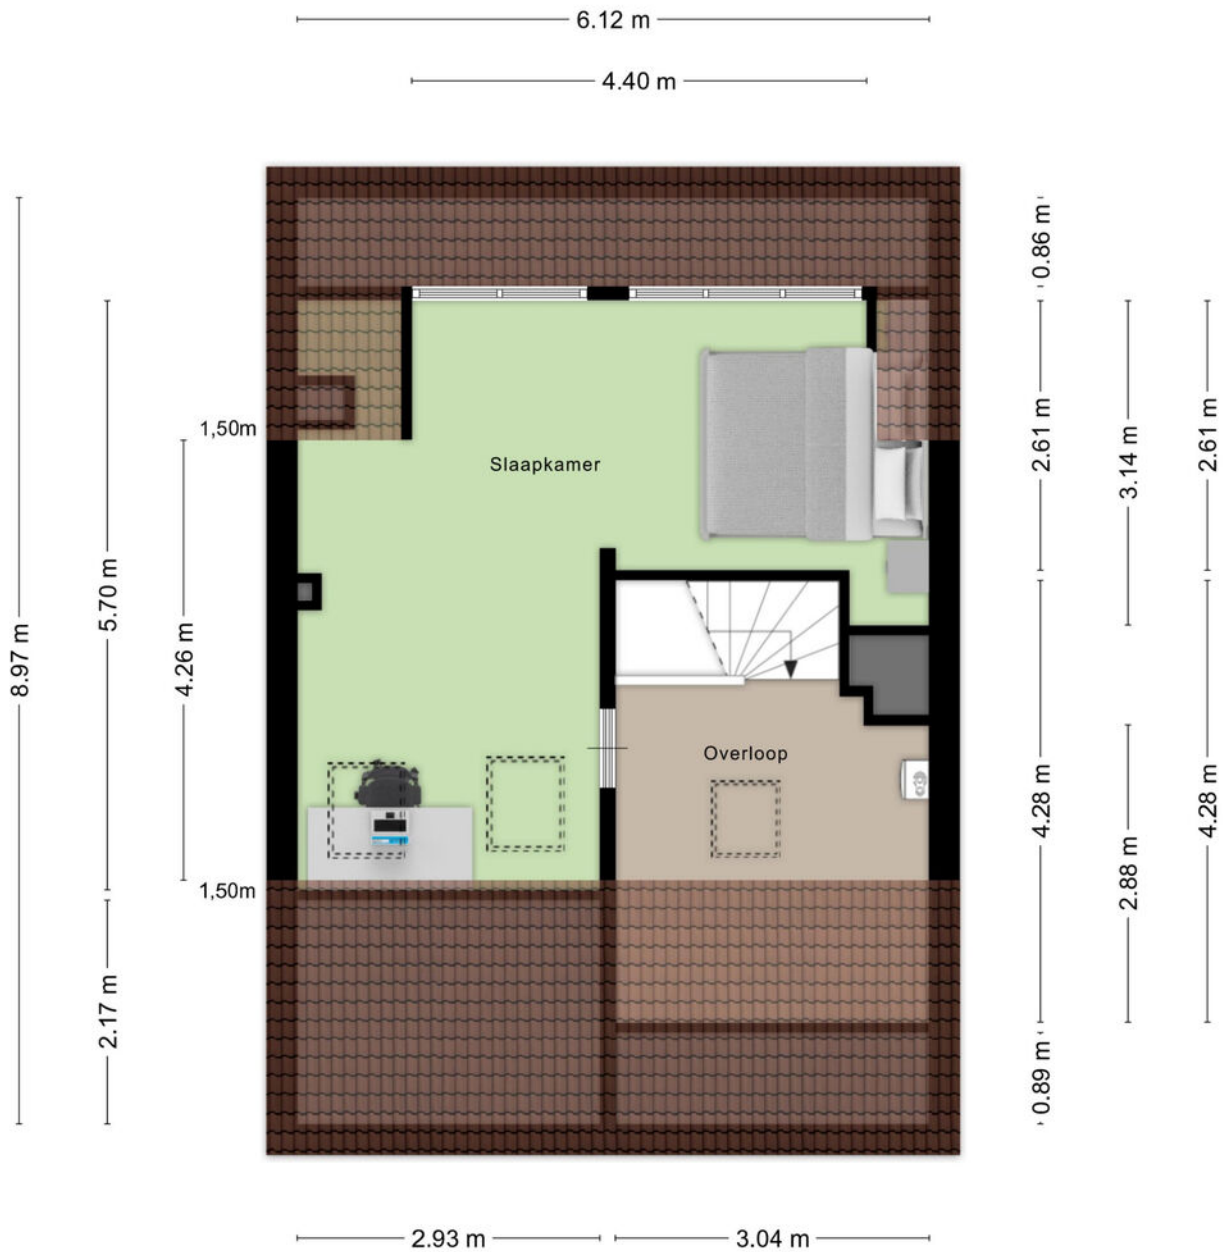 6.12 m
4.40 m
0.86 m
1,50m
Slaapkamer
2.61 m
3.14 m
2.61 m
5.70 m
4.26 m
8.97 m
Overloop
4.28 m
4.28 m
2.88 m
1,50m
2.17 m
0.89 m
2.93 m
3.04 m